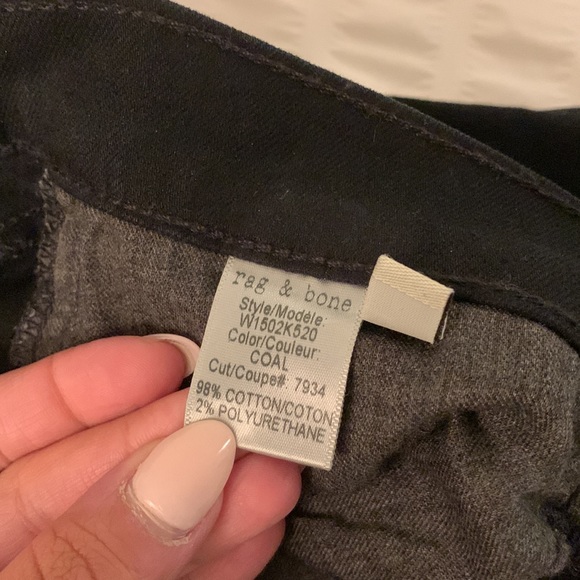 rag & bone
Style/Modèle:
W1502K520
Color/Couleur:
COAL
Cut/Coupe#: 7934
98% COTTON/COTON
2% POLYURETHANE